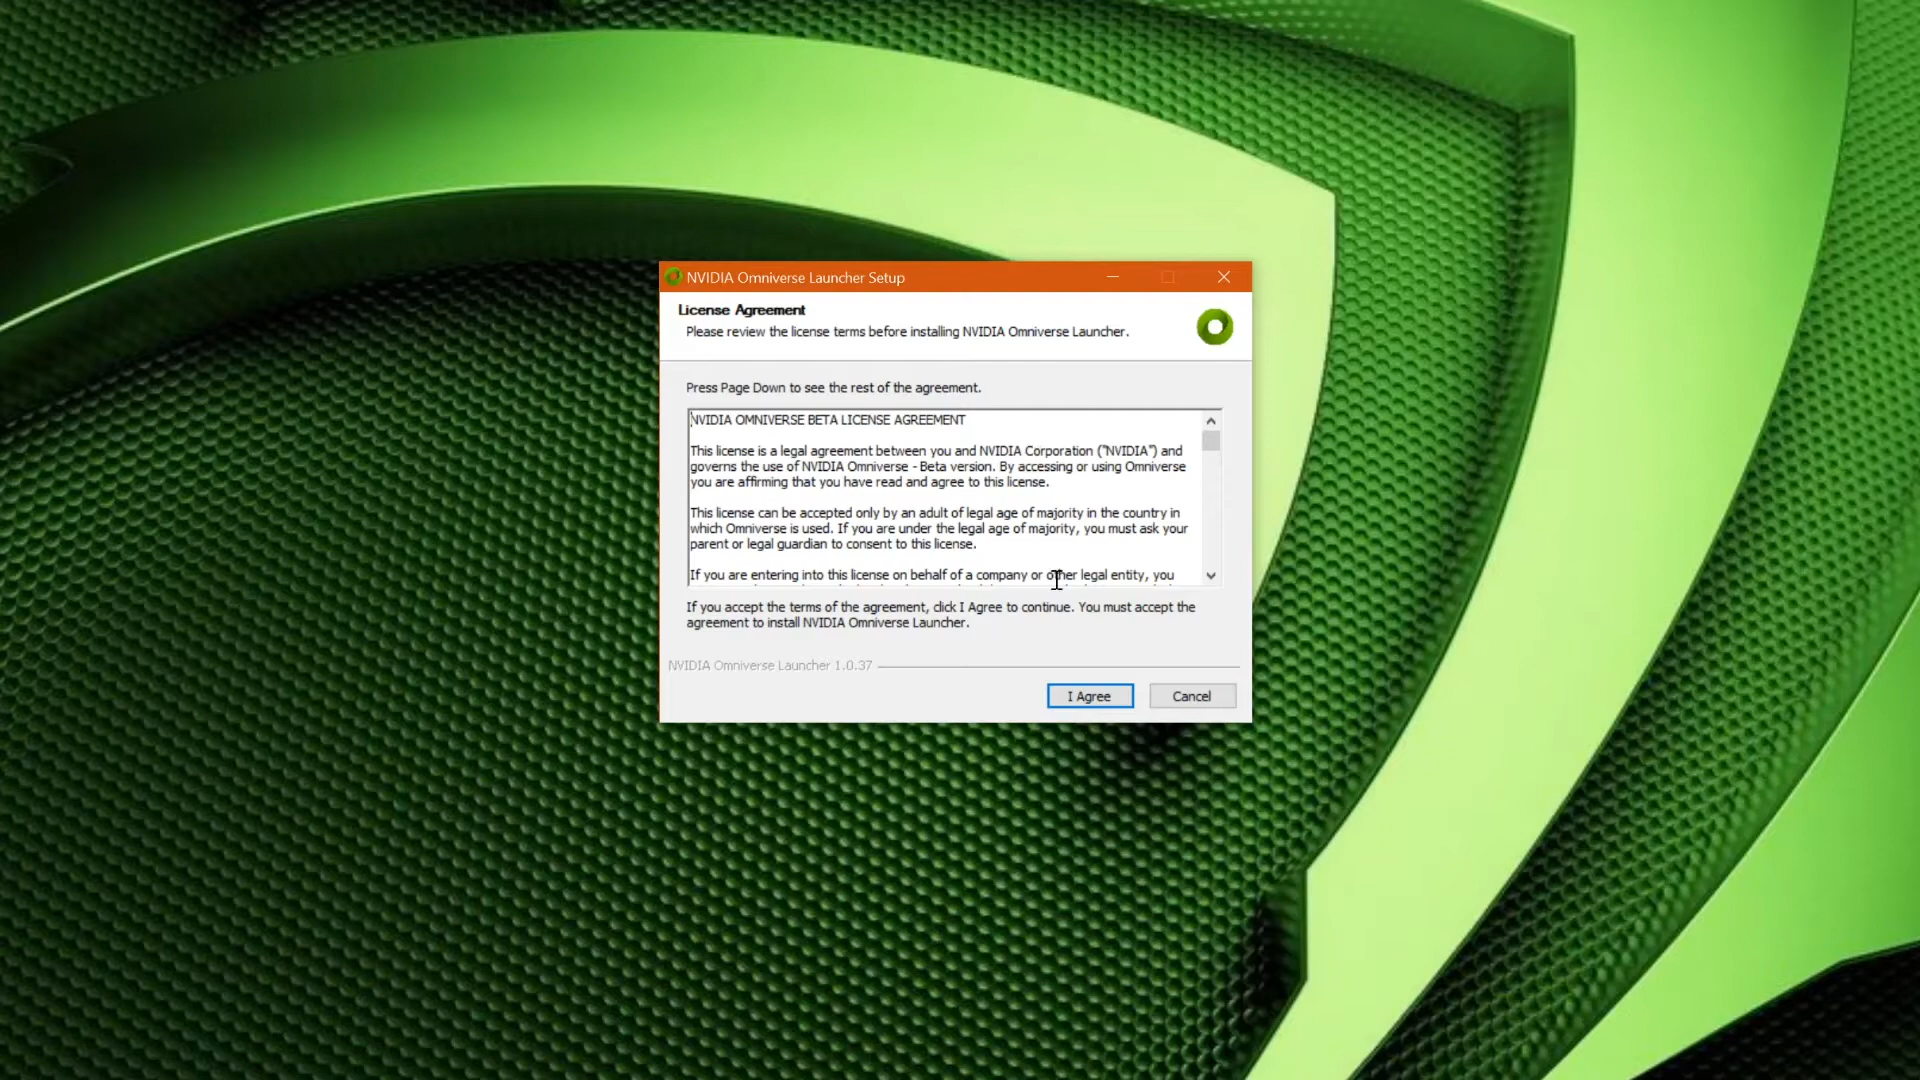 NVIDIA Omniverse Launcher Setup
License Agreement
Please review the license terms before installing NVIDIA Omniverse Launcher.
Press Page Down to see the rest of the agreement.
NVIDIA OMNIVERSE BETA LICENSE AGREEMENT
This license is a legal agreement between you and NVIDIA Corporation ("NVIDIA") and
governs the use of NVIDIA Omniverse - Beta version. By accessing or using Omniverse
you are affirming that you have read and agree to this license.
This license can be accepted only by an adult of legal age of majority in the country in
which Omniverse is used. If you are under the legal age of majority, you must ask your
parent or legal guardian to consent to this license.
If you are entering into this license on behalf of a company or other legal entity, you
If you accept the terms of the agreement, click I Agree to continue. You must accept the
agreement to install NVIDIA Omniverse Launcher.
NVIDIA Omniverse Launcher 1.0.37
I Agree
Cancel